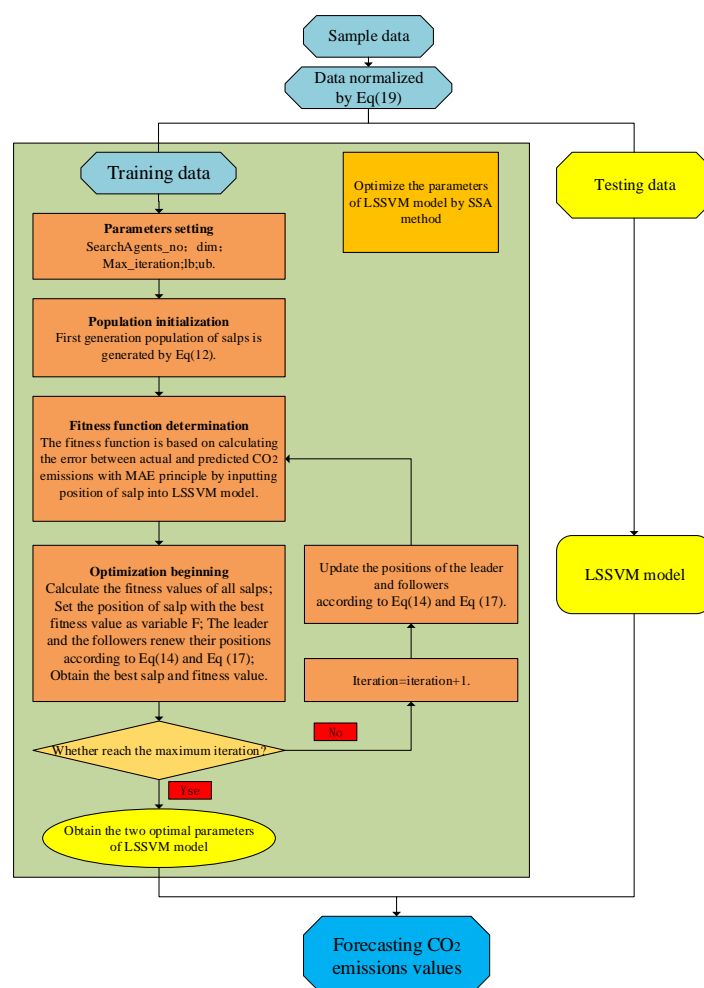 Sample data
Data normalized
by Eq(19)
Training data
Optimize the parameters
of LSSVM model by SSA
method
Testing data
Parameters setting
SearchAgents_no；dim；
Max_iteration;lb;ub.
Population initialization
First generation population of salps is
generated by Eq(12).
Fitness function determination
The fitness function is based on calculating
the error between actual and predicted CO2
emissions with MAE principle by inputting
position of salp into LSSVM model.
Optimization beginning
Calculate the fitness values of all salps;
Set the position of salp with the best
fitness value as variable F; The leader
and the followers renew their positions
according to Eq(14) and Eq (17);
Obtain the best salp and fitness value.
Update the positions of the leader
and followers
according to Eq(14) and Eq (17).
LSSVM model
Iteration=iteration+1.
No
Whether reach the maximum iteration?
Yse
Obtain the two optimal parameters
of LSSVM model
Forecasting CO2
emissions values